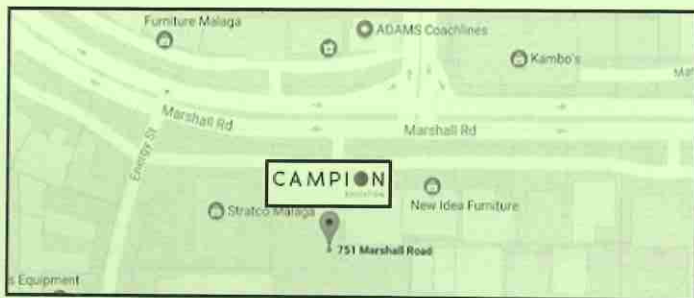 Furniture Malaga
ADAMS Coachlines
Kambo's
Marshall Rd
Marshall Rd
Energy St
CAMPION
EDUCATION
Stratco Malaga
New Idea Furniture
751 Marshall Road
s Equipment